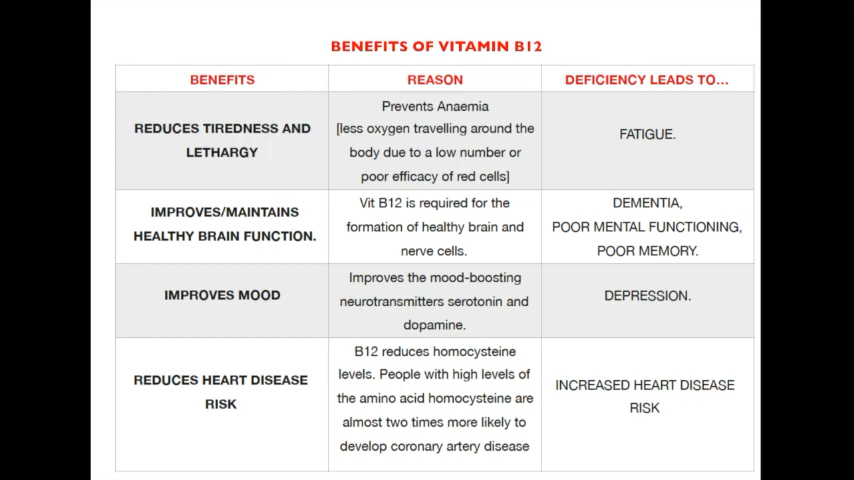 BENEFITS OF VITAMIN B12
BENEFITS
REASON
DEFICIENCY LEADS TO...
REDUCES TIREDNESS AND
LETHARGY
Prevents Anaemia
[less oxygen travelling around the
body due to a low number or
poor efficacy of red cells]
FATIGUE.
IMPROVES/MAINTAINS
HEALTHY BRAIN FUNCTION.
Vit B12 is required for the
formation of healthy brain and
nerve cells.
DEMENTIA,
POOR MENTAL FUNCTIONING,
POOR MEMORY.
IMPROVES MOOD
Improves the mood-boosting
neurotransmitters serotonin and
dopamine.
DEPRESSION.
REDUCES HEART DISEASE
RISK
B12 reduces homocysteine
levels. People with high levels of
the amino acid homocysteine are
almost two times more likely to
develop coronary artery disease
INCREASED HEART DISEASE
RISK